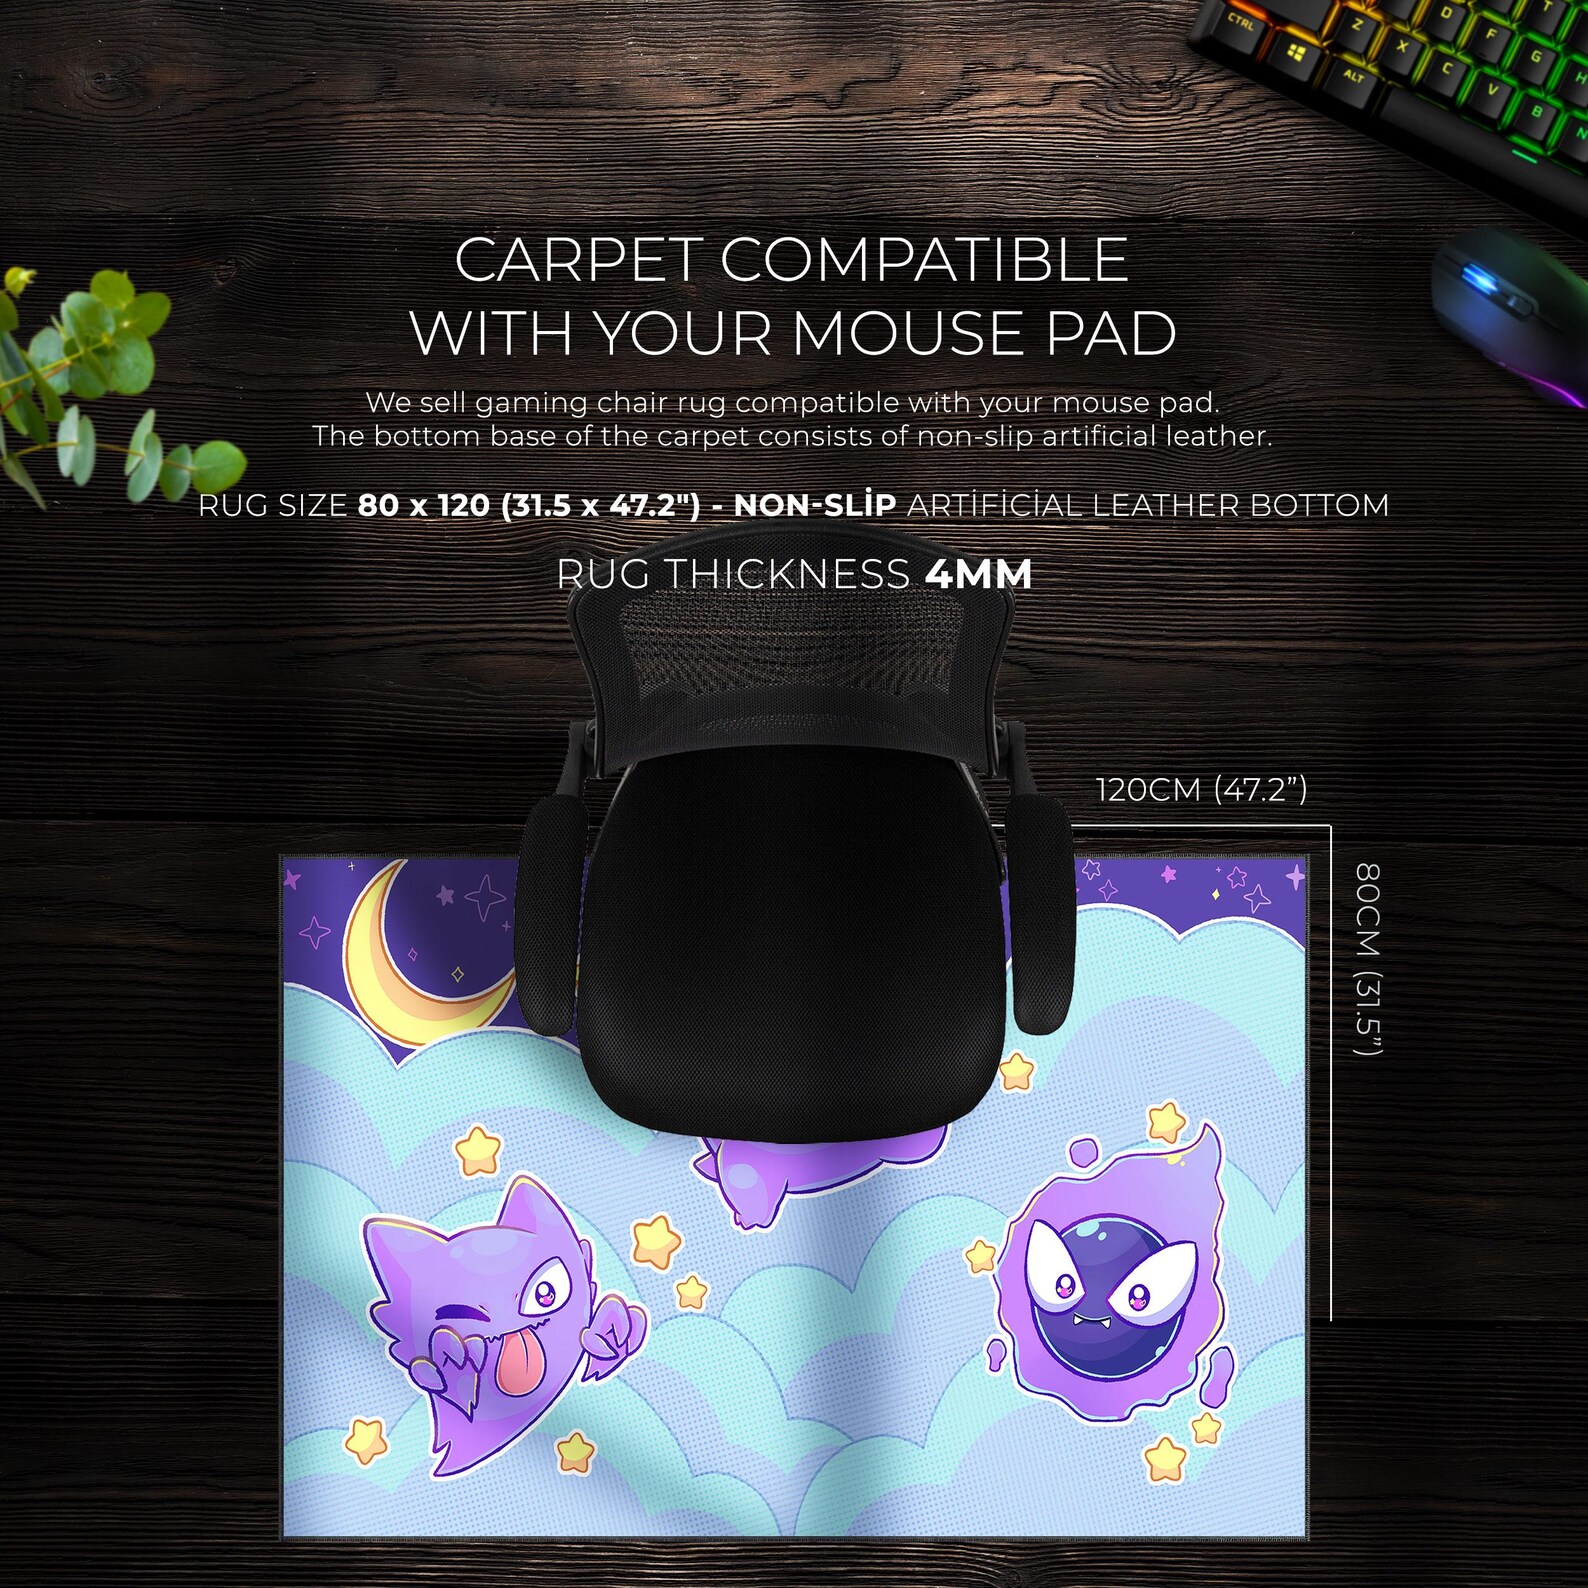 CARPET COMPATIBLE
WITH YOUR MOUSE PAD
We sell gaming chair rug compatible with your mouse pad.
The bottom base of the carpet consists of non-slip artificial leather.
RUG SIZE 80 x 120 (31.5 x 47.2") - NON-SLİP ARTİFİCİAL LEATHER BOTTOM
RUG THICKNESS 4MM
120CM (47.2”)
80CM (31.5”)
CTRL
ALT
Z
X
C
V
B
N
D
F
G
H
T